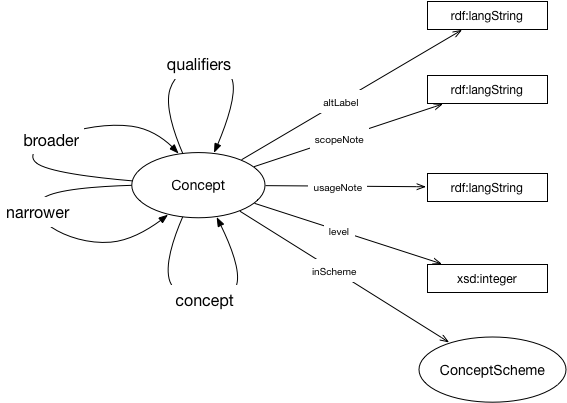 rdf:langString
qualifiers
rdf:langString
altLabel
scopeNote
broader
Concept
usageNote
rdf:langString
narrower
level
inScheme
xsd:integer
concept
ConceptScheme